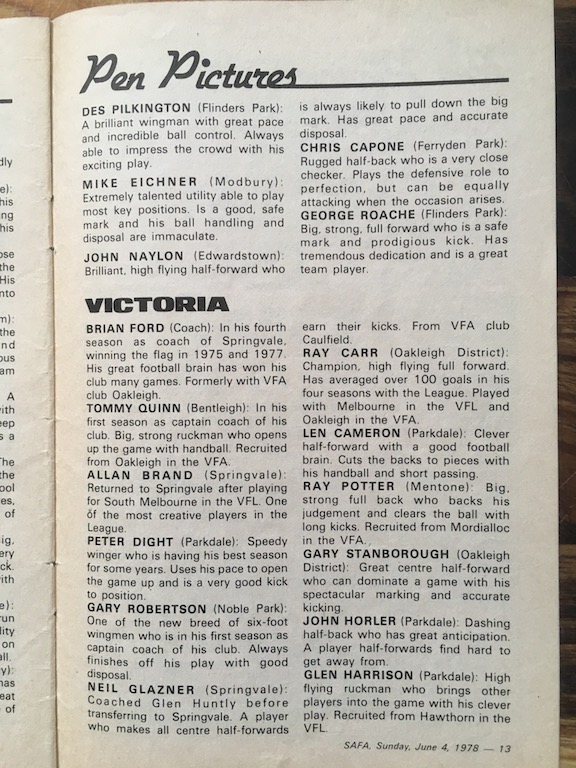 Pen Pictures
DES PILKINGTON (Flinders Park):
A brilliant wingman with great pace
and incredible ball control. Always
able to impress the crowd with his
exciting play.
MIKE EICHNER (Modbury):
Extremely talented utility able to play
most key positions. Is a good, safe
mark and his ball handling and
disposal are immaculate.
JOHN NAYLON (Edwardstown):
Brilliant, high flying half-forward who
is always likely to pull down the big
mark. Has great pace and accurate
disposal.
CHRIS CAPONE (Ferryden Park):
Rugged half-back who is a very close
checker. Plays the defensive role to
perfection, but can be equally
attacking when the occasion arises.
GEORGE ROACHE (Flinders Park):
Big, strong, full forward who is a safe
mark and prodigious kick. Has
tremendous dedication and is a great
team player.
VICTORIA
BRIAN FORD (Coach): In his fourth
season as coach of Springvale,
winning the flag in 1975 and 1977.
His great football brain has won his
club many games. Formerly with VFA
club Oakleigh.
TOMMY QUINN (Bentleigh): In his
first season as captain coach of his
club. Big, strong ruckman who opens
up the game with handball. Recruited
from Oakleigh in the VFA.
ALLAN BRAND (Springvale):
Returned to Springvale after playing
for South Melbourne in the VFL. One
of the most creative players in the
League.
PETER DIGHT (Parkdale): Speedy
winger who is having his best season
for some years. Uses his pace to open
the game up and is a very good kick
to position.
GARY ROBERTSON (Noble Park):
One of the new breed of six-foot
wingmen who is in his first season as
captain coach of his club. Always
finishes off his play with good
disposal.
NEIL GLAZNER (Springvale):
Coached Glen Huntly before
transferring to Springvale. A player
who makes all centre half-forwards
earn their kicks. From VFA club
Caulfield.
RAY CARR (Oakleigh District):
Champion, high flying full forward.
Has averaged over 100 goals in his
four seasons with the League. Played
with Melbourne in the VFL and
Oakleigh in the VFA.
LEN CAMERON (Parkdale): Clever
half-forward with a good football
brain. Cuts the backs to pieces with
his handball and short passing.
RAY POTTER (Mentone): Big,
strong full back who backs his
judgement and clears the ball with
long kicks. Recruited from Mordialloc
in the VFA.
GARY STANBOROUGH (Oakleigh
District): Great centre half-forward
who can dominate a game with his
spectacular marking and accurate
kicking.
JOHN HORLER (Parkdale): Dashing
half-back who has great anticipation.
A player half-forwards find hard to
get away from.
GLEN HARRISON (Parkdale): High
flying ruckman who brings other
players into the game with his clever
play. Recruited from Hawthorn in the
VFL.
SAFA, Sunday, June 4, 1978 — 13